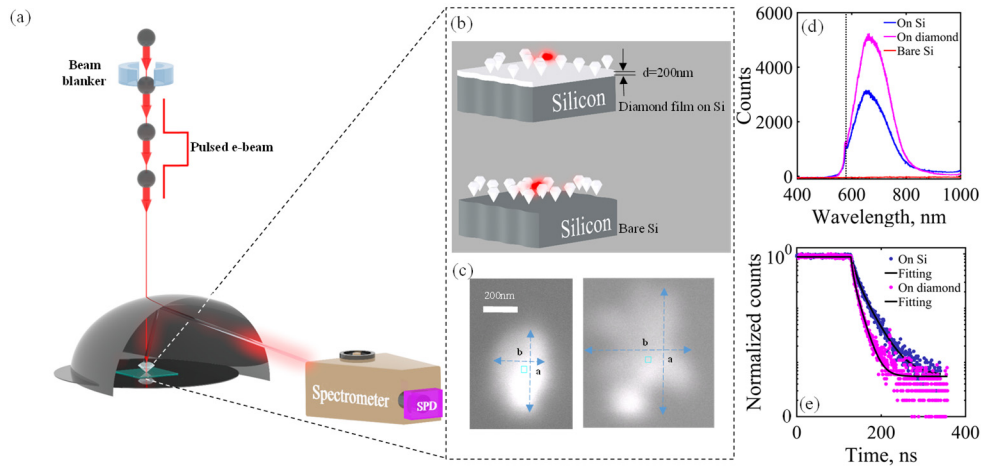 (a)
Beam
blanker
Pulsed e-beam
Spectrometer
SPD
(b)
d=200nm
Silicon
Diamond film on Si
Silicon
Bare Si
(c)
200nm
b
a
b
a
(d)
6000
4000
2000
0
Counts
On Si
On diamond
Bare Si
400
600
800
1000
Wavelength, nm
10⁰
Normalized counts
On Si
Fitting
On diamond
Fitting
(e)
0
200
400
Time, ns